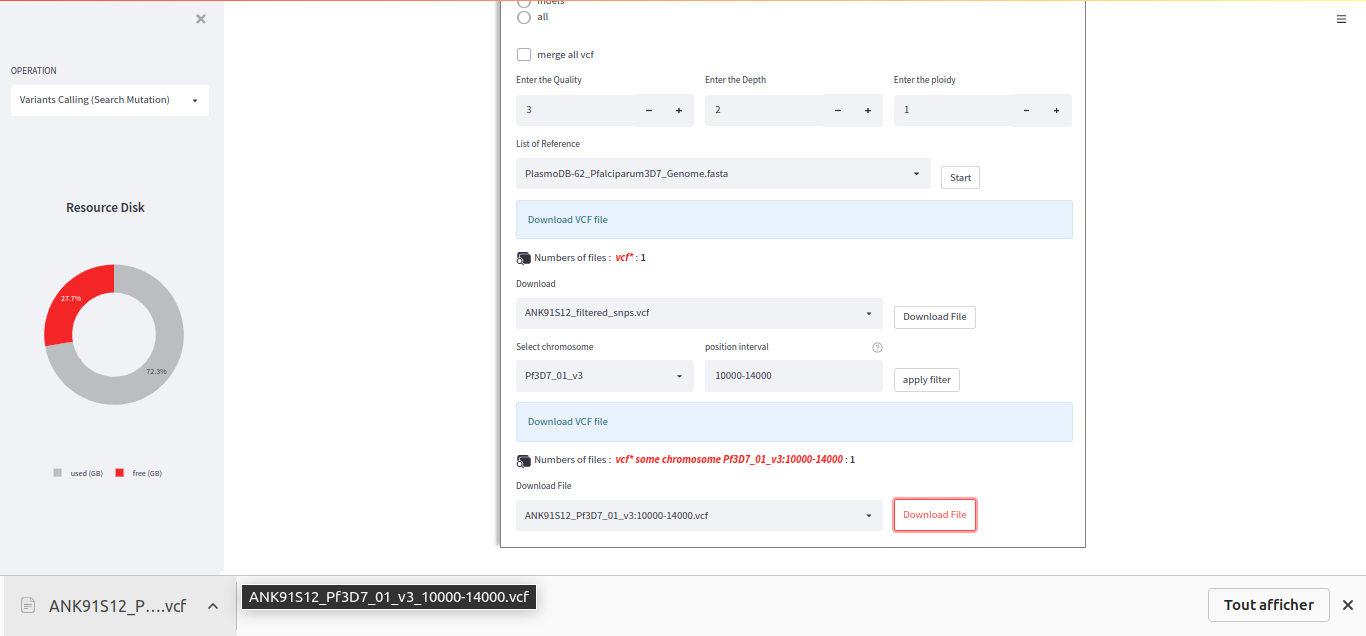 indels
all
OPERATION
merge all vcf
Enter the Quality Enter the Depth Enter the ploidy
Variants Calling (Search Mutation)
3 − + 2 − + 1 − +
List of Reference
PlasmoDB-62_Pfalciparum3D7_Genome.fasta Start
Resource Disk
Download VCF file
Numbers of files : vcf* : 1
Download
27.7%
ANK91S12_filtered_snps.vcf Download File
Select chromosome position interval
72.3%
Pf3D7_01_v3 10000-14000 apply filter
Download VCF file
Numbers of files : vcf* some chromosome Pf3D7_01_v3:10000-14000 : 1
used (GB) free (GB)
Download File
ANK91S12_Pf3D7_01_v3:10000-14000.vcf Download File
ANK91S12_P....vcf
ANK91S12_Pf3D7_01_v3_10000-14000.vcf
Tout afficher